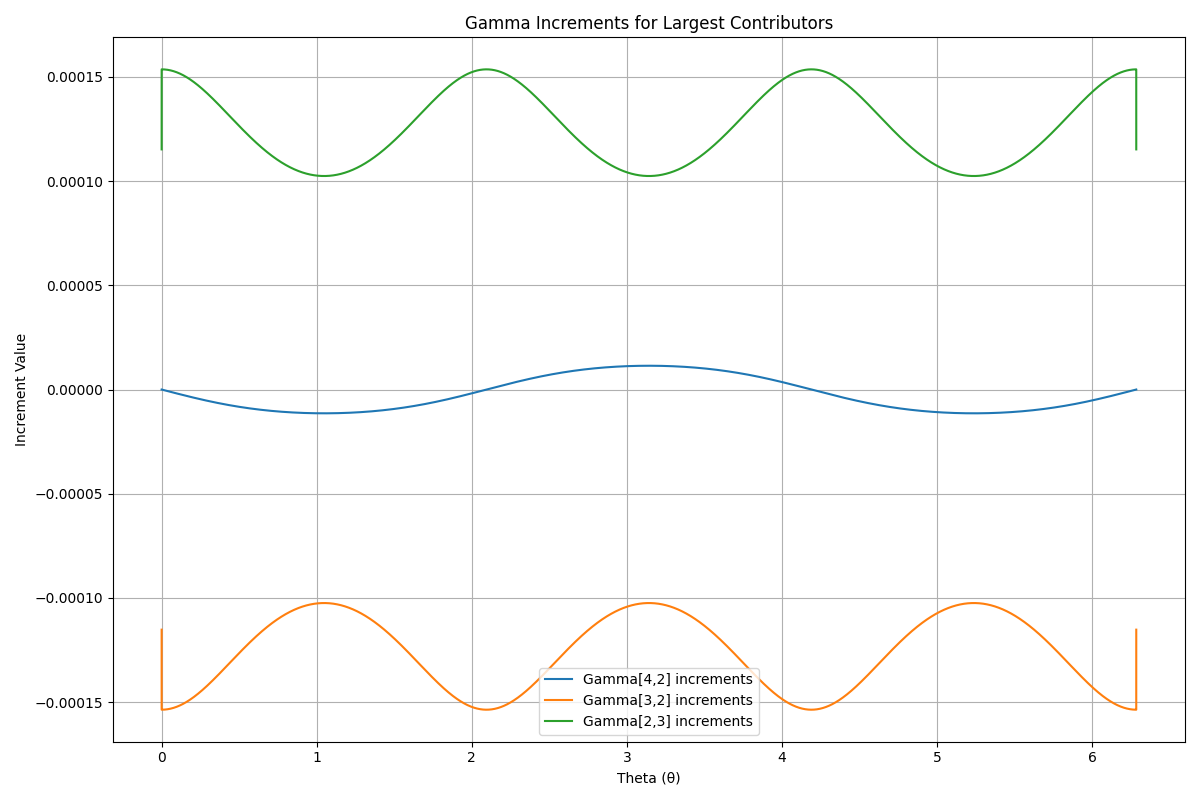 Gamma Increments for Largest Contributors
0.00015
0.00010
0.00005
0.00000
−0.00005
−0.00010
−0.00015
Increment Value
Gamma[4,2] increments
Gamma[3,2] increments
Gamma[2,3] increments
0 1 2 3 4 5 6
Theta (θ)